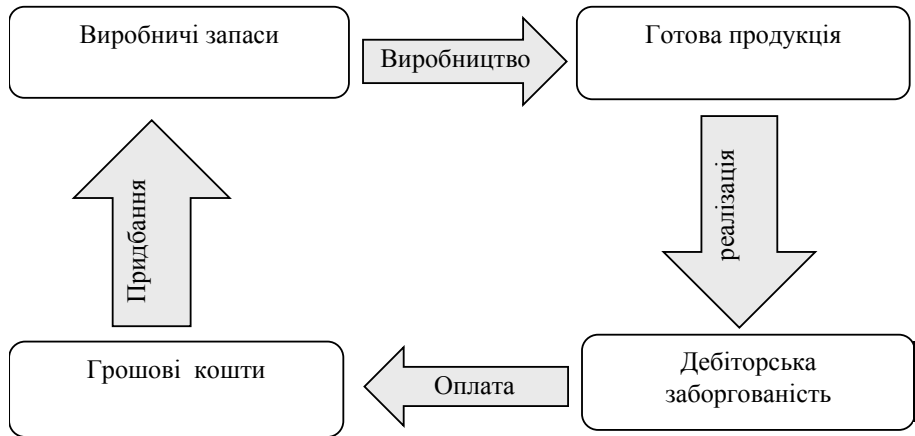 Виробничі запаси
Виробництво
Готова продукція
Придбання
реалізація
Грошові кошти
Оплата
Дебіторська
заборгованість